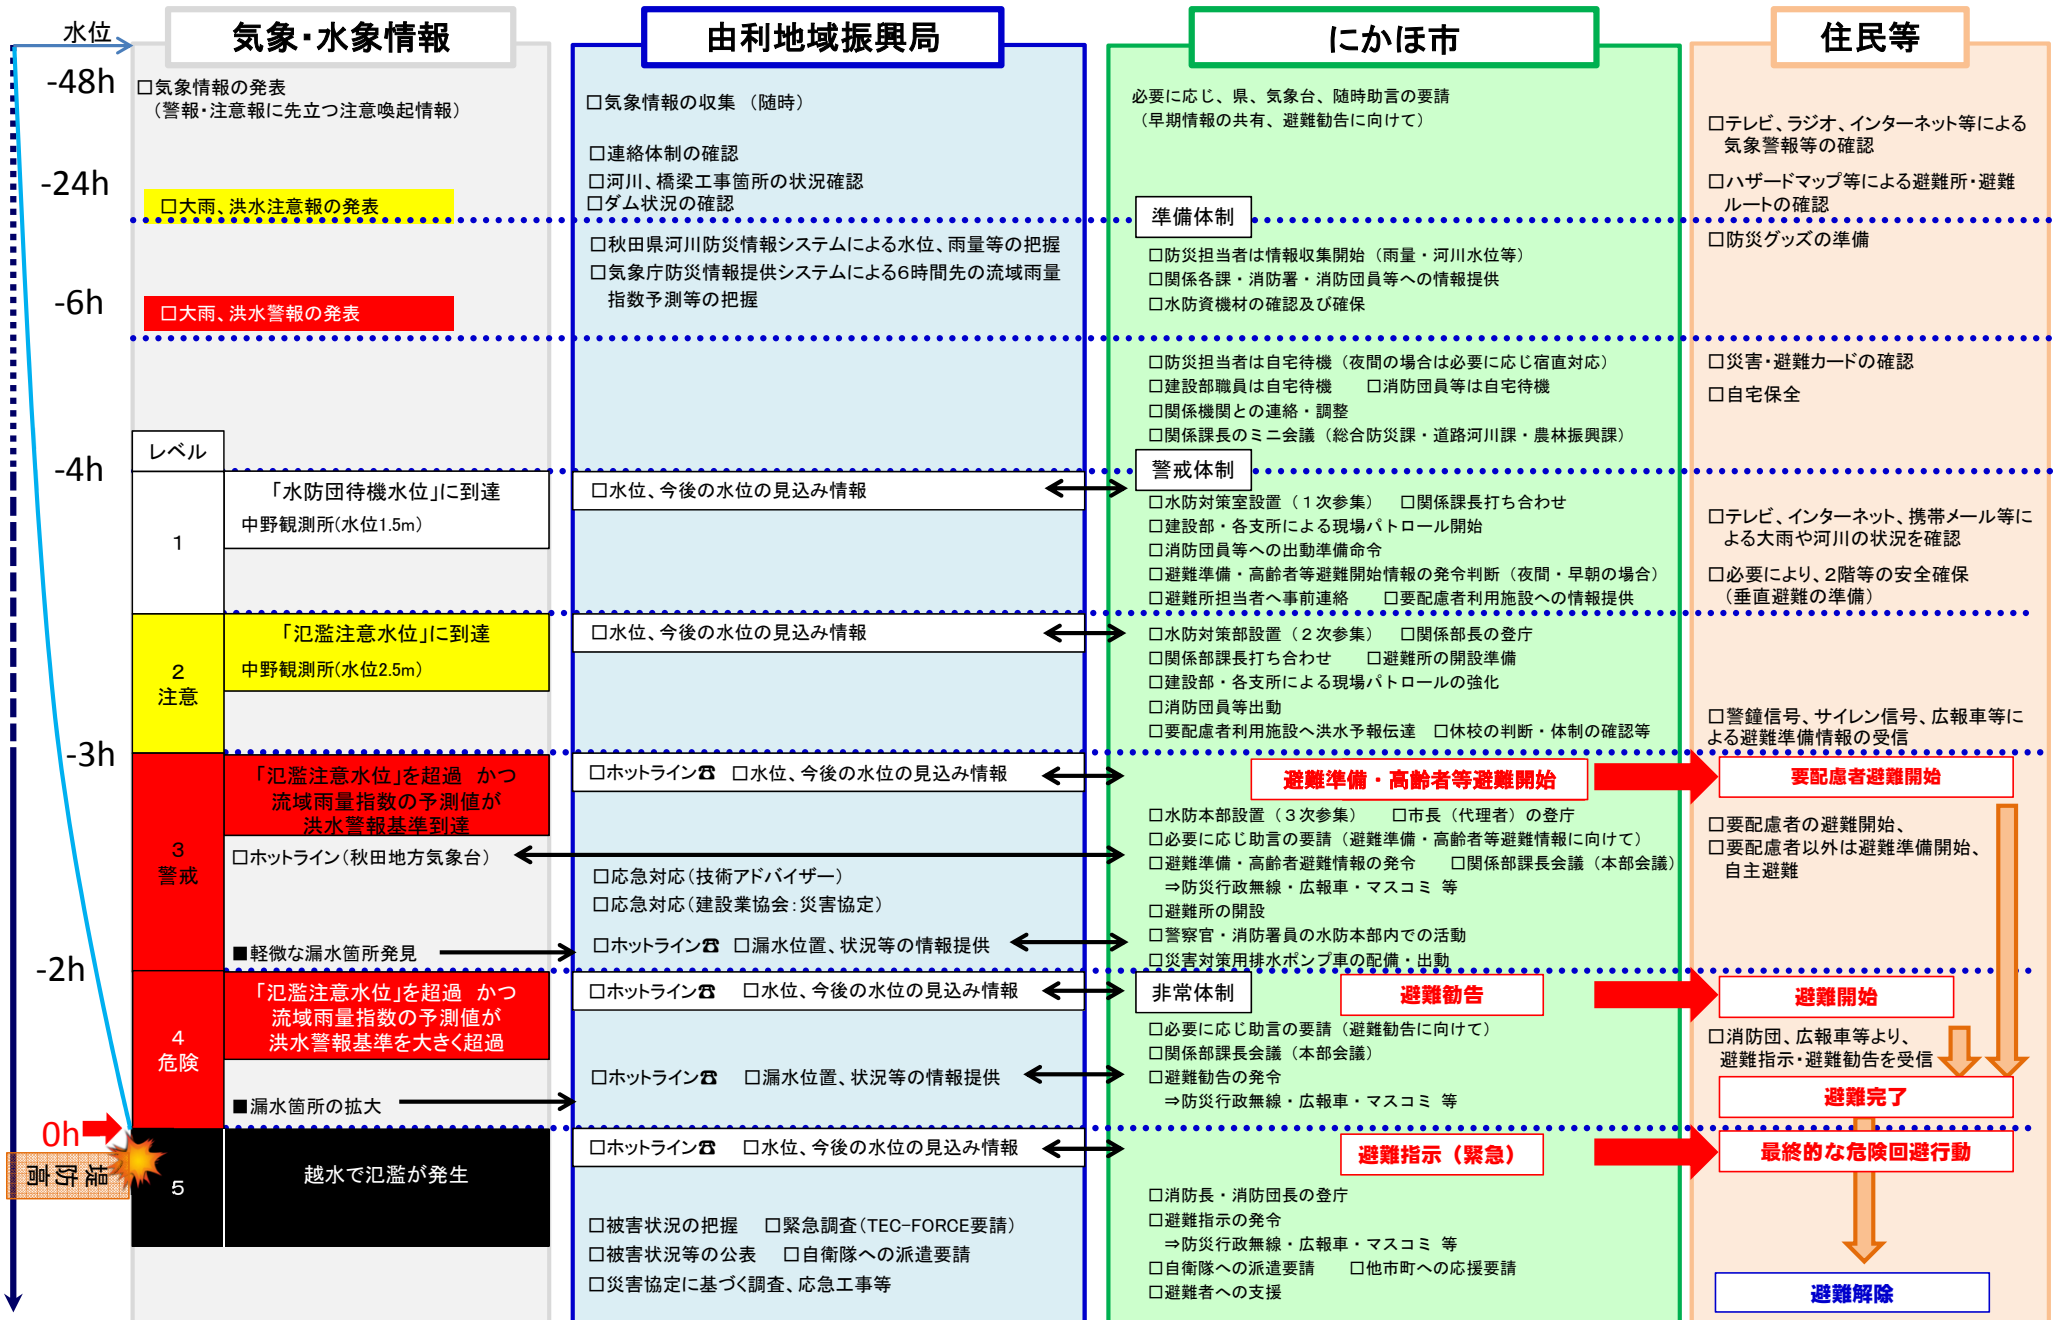 水位
気象・水象情報
由利地域振興局
にかほ市
住民等
-48h
-24h
-6h
-4h
-3h
-2h
0h
堤防高
□気象情報の発表
（警報・注意報に先立つ注意喚起情報）
□大雨、洪水注意報の発表
□大雨、洪水警報の発表
レベル
1
「水防団待機水位」に到達
中野観測所(水位1.5m)
2
注意
「氾濫注意水位」に到達
中野観測所(水位2.5m)
3
警戒
「氾濫注意水位」を超過　かつ
流域雨量指数の予測値が
洪水警報基準到達
□ホットライン（秋田地方気象台）
■軽微な漏水箇所発見
4
危険
「氾濫注意水位」を超過　かつ
流域雨量指数の予測値が
洪水警報基準を大きく超過
■漏水箇所の拡大
5
越水で氾濫が発生
□気象情報の収集　（随時）
□連絡体制の確認
□河川、橋梁工事箇所の状況確認
□ダム状況の確認
□秋田県河川防災情報システムによる水位、雨量等の把握
□気象庁防災情報提供システムによる６時間先の流域雨量
指数予測等の把握
□水位、今後の水位の見込み情報
□水位、今後の水位の見込み情報
□ホットライン☎　□水位、今後の水位の見込み情報
□応急対応（技術アドバイザー）
□応急対応（建設業協会：災害協定）
□ホットライン☎　□漏水位置、状況等の情報提供
□ホットライン☎　□水位、今後の水位の見込み情報
□ホットライン☎　□漏水位置、状況等の情報提供
□ホットライン☎　□水位、今後の水位の見込み情報
□被害状況の把握　□緊急調査（TEC-FORCE要請）
□被害状況等の公表　□自衛隊への派遣要請
□災害協定に基づく調査、応急工事等
必要に応じ、県、気象台、随時助言の要請
（早期情報の共有、避難勧告に向けて）
準備体制
□防災担当者は情報収集開始（雨量・河川水位等）
□関係各課・消防署・消防団員等への情報提供
□水防資機材の確認及び確保
□防災担当者は自宅待機（夜間の場合は必要に応じ宿直対応）
□建設部職員は自宅待機　□消防団員等は自宅待機
□関係機関との連絡・調整
□関係課長のミニ会議（総合防災課・道路河川課・農林振興課）
警戒体制
□水防対策室設置（１次参集）　□関係課長打ち合わせ
□建設部・各支所による現場パトロール開始
□消防団員等への出動準備命令
□避難準備・高齢者等避難開始情報の発令判断（夜間・早朝の場合）
□避難所担当者へ事前連絡　□要配慮者利用施設への情報提供
□水防対策部設置（２次参集）　□関係部長の登庁
□関係部課長打ち合わせ　□避難所の開設準備
□建設部・各支所による現場パトロールの強化
□消防団員等出動
□要配慮者利用施設へ洪水予報伝達　□休校の判断・体制の確認等
避難準備・高齢者等避難開始
□水防本部設置（３次参集）　□市長（代理者）の登庁
□必要に応じ助言の要請（避難準備・高齢者等避難情報に向けて）
□避難準備・高齢者避難情報の発令　□関係部課長会議（本部会議）
⇒防災行政無線・広報車・マスコミ 等
□避難所の開設
□警察官・消防署員の水防本部内での活動
□災害対策用排水ポンプ車の配備・出動
非常体制
避難勧告
□必要に応じ助言の要請（避難勧告に向けて）
□関係部課長会議（本部会議）
□避難勧告の発令
⇒防災行政無線・広報車・マスコミ 等
避難指示（緊急）
□消防長・消防団長の登庁
□避難指示の発令
⇒防災行政無線・広報車・マスコミ 等
□自衛隊への派遣要請　□他市町への応援要請
□避難者への支援
□テレビ、ラジオ、インターネット等による
気象警報等の確認
□ハザードマップ等による避難所・避難
ルートの確認
□防災グッズの準備
□災害・避難カードの確認
□自宅保全
□テレビ、インターネット、携帯メール等に
よる大雨や河川の状況を確認
□必要により、２階等の安全確保
（垂直避難の準備）
□警鐘信号、サイレン信号、広報車等に
よる避難準備情報の受信
要配慮者避難開始
□要配慮者の避難開始、
□要配慮者以外は避難準備開始、
自主避難
避難開始
□消防団、広報車等より、
避難指示・避難勧告を受信
避難完了
最終的な危険回避行動
避難解除